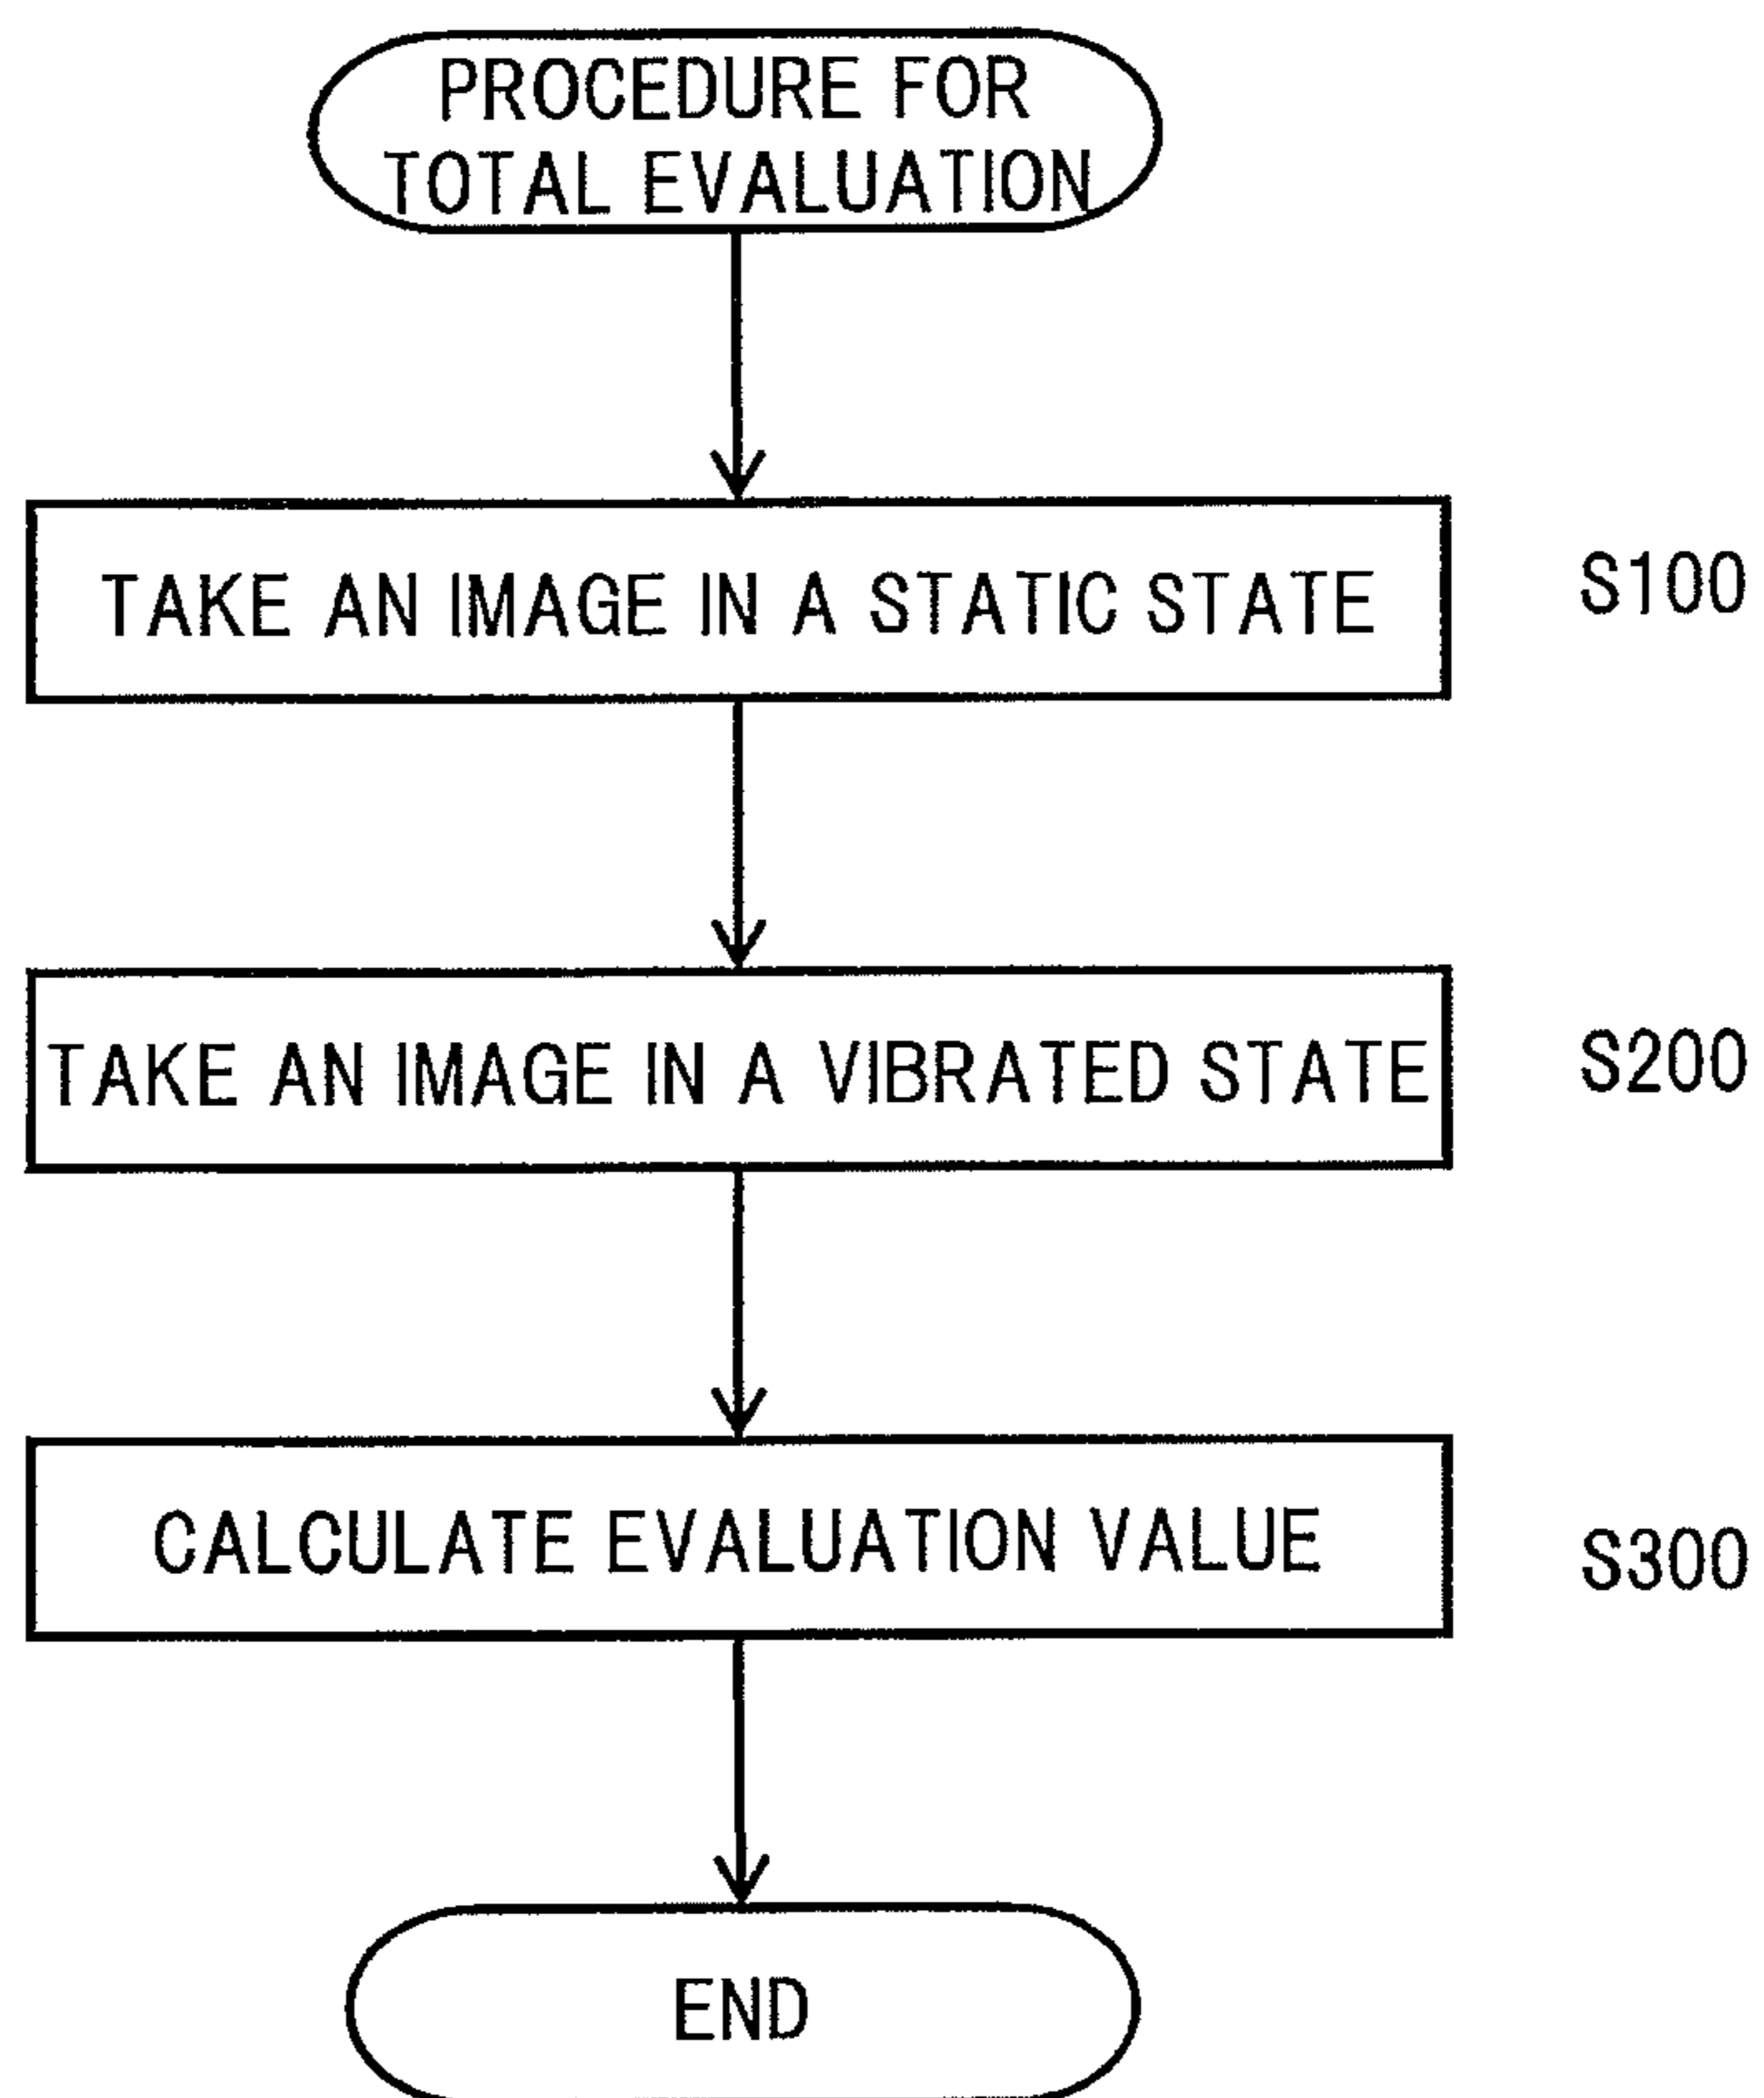 PROCEDURE FOR
TOTAL EVALUATION
TAKE AN IMAGE IN A STATIC STATE
S100
TAKE AN IMAGE IN A VIBRATED STATE
S200
CALCULATE EVALUATION VALUE
S300
END